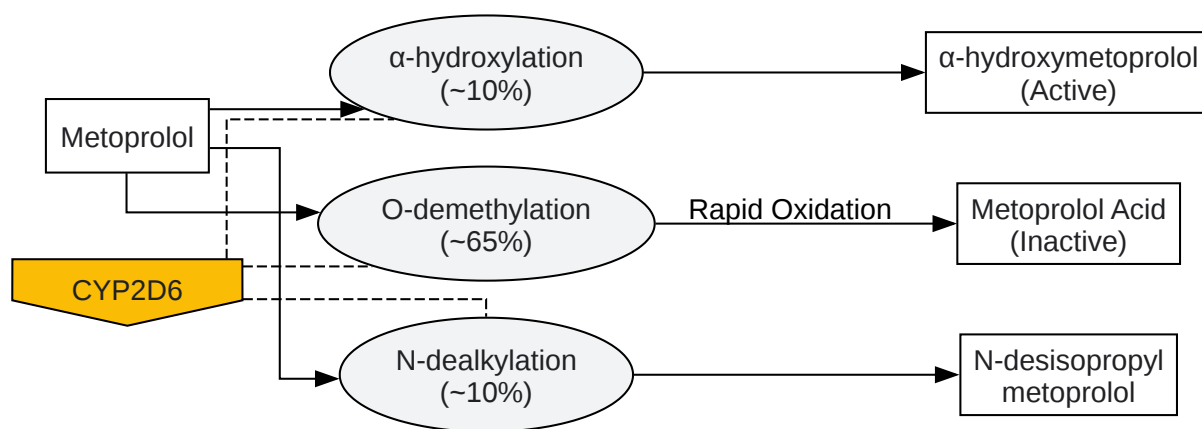 α-hydroxylation
(~10%)
α-hydroxymetoprolol
(Active)
Metoprolol
O-demethylation
(~65%)
Rapid Oxidation
Metoprolol Acid
(Inactive)
CYP2D6
N-dealkylation
(~10%)
N-desisopropyl
metoprolol